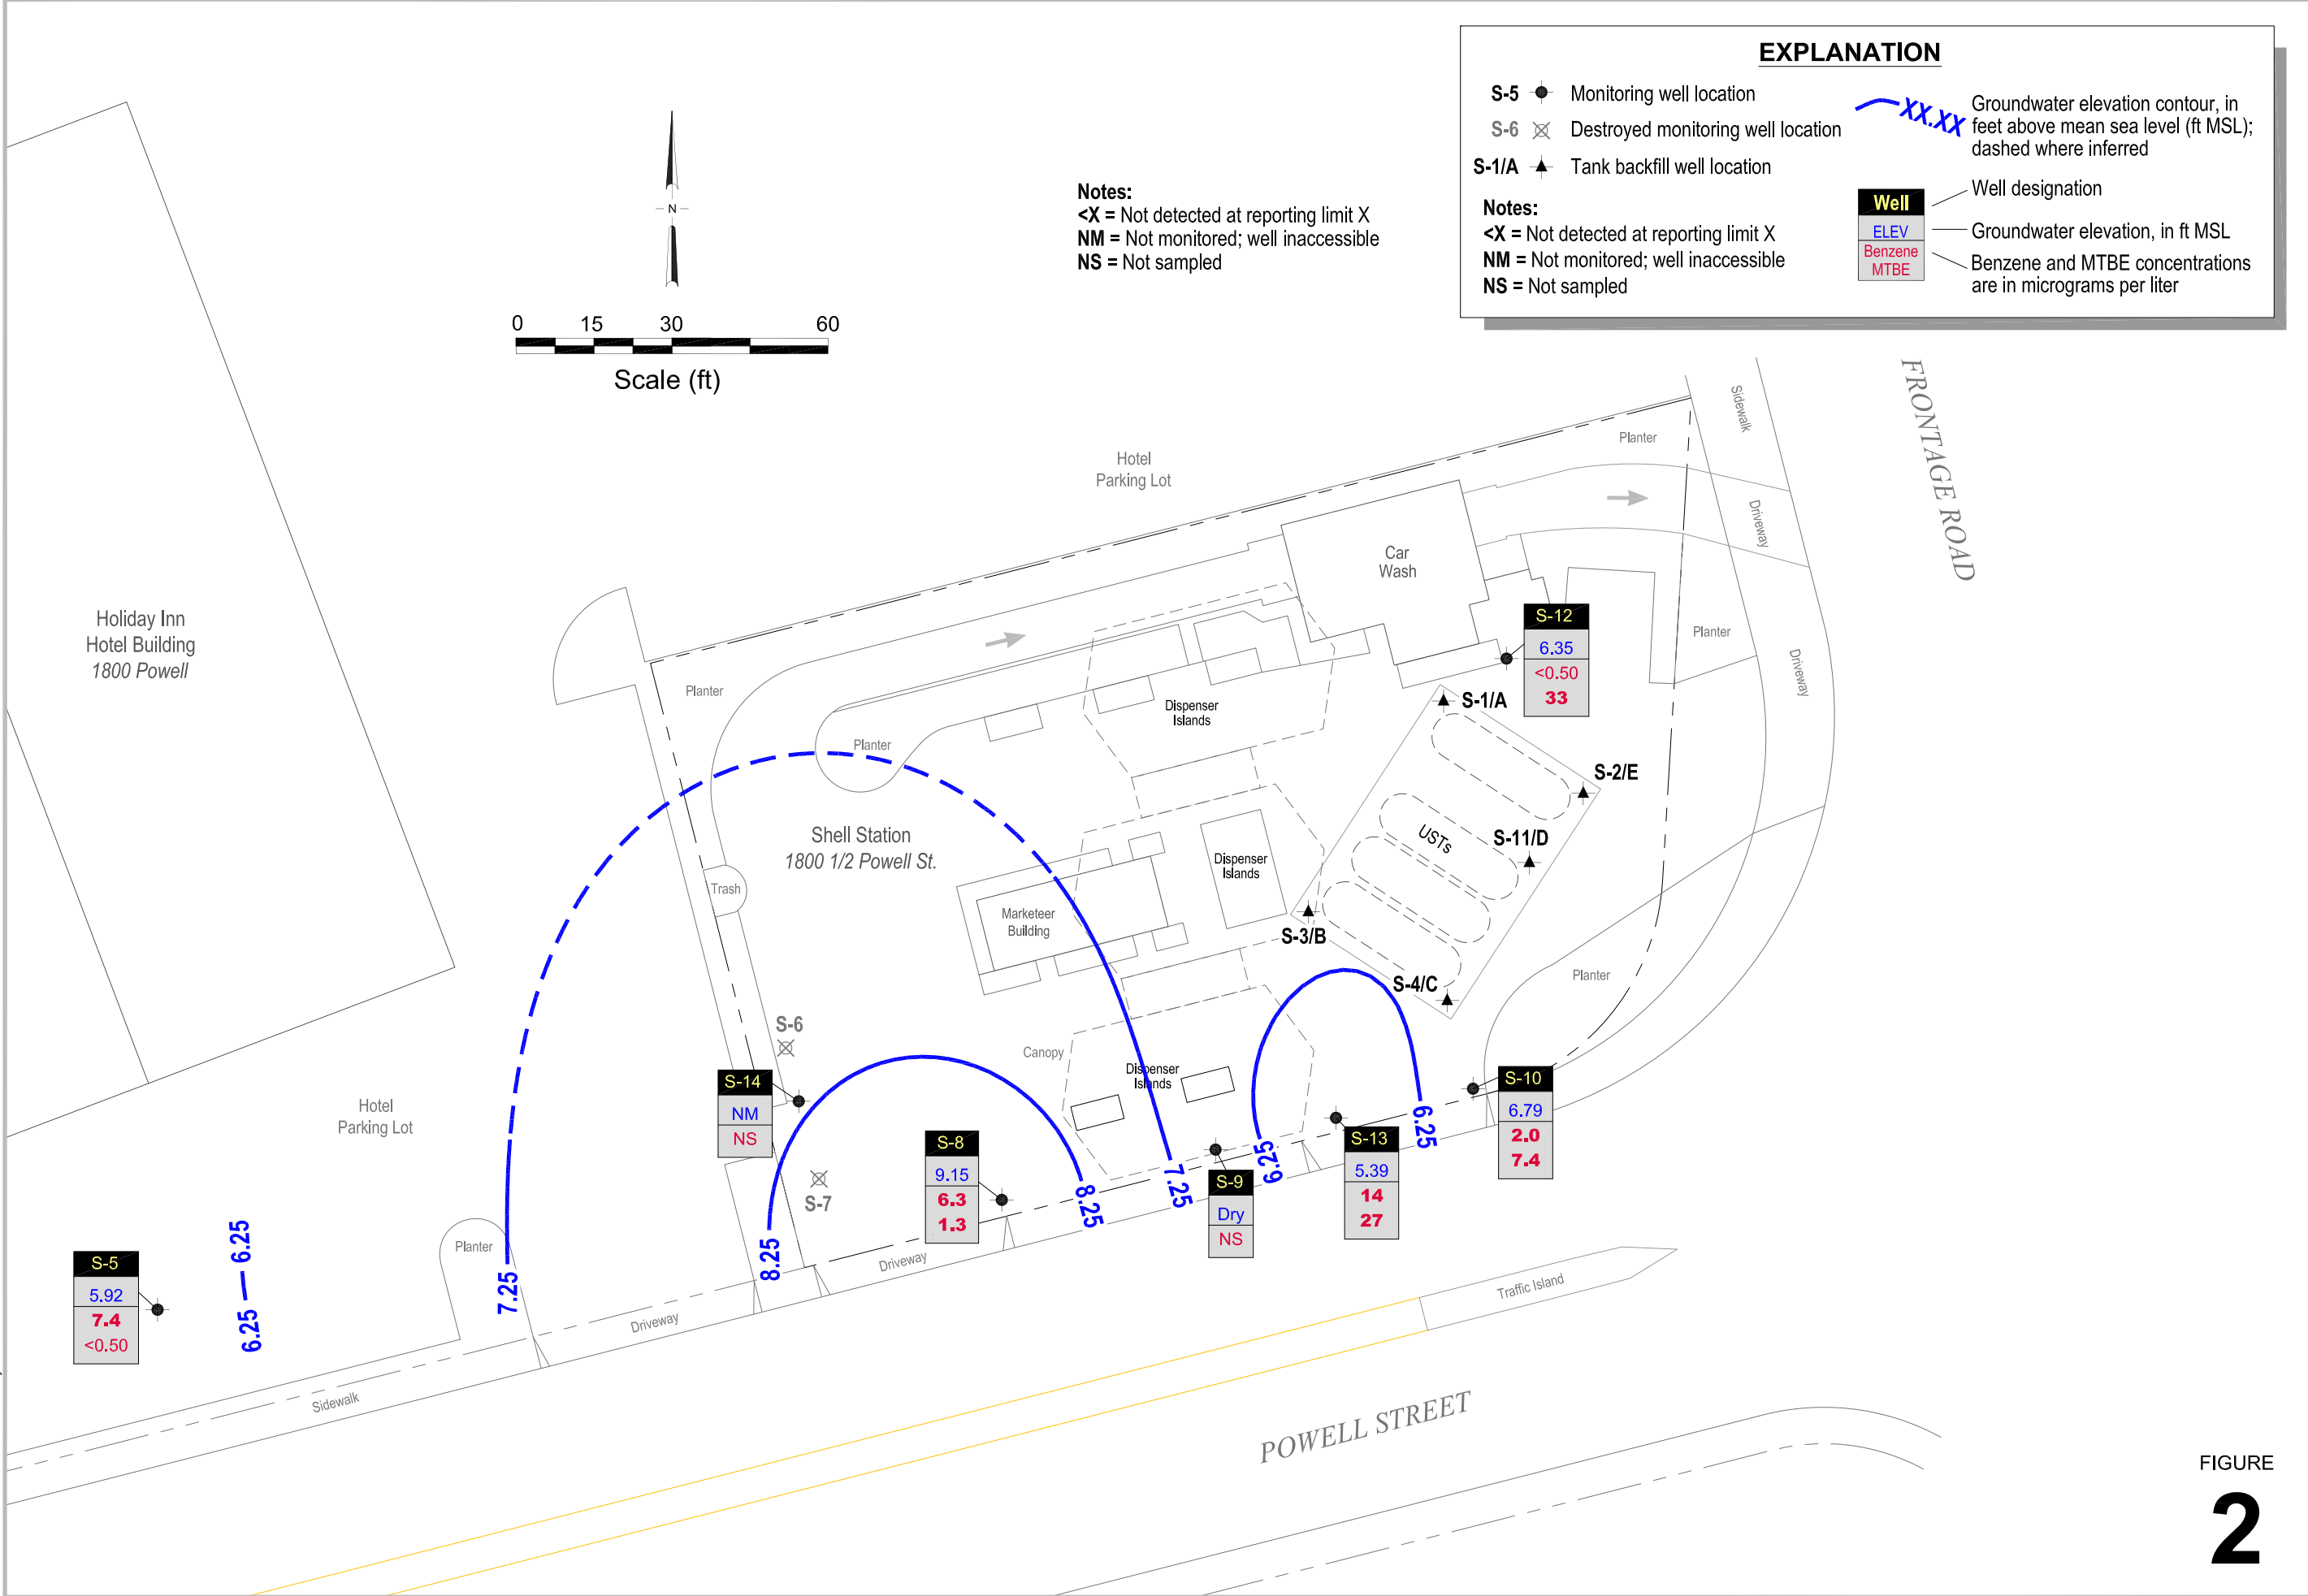 EXPLANATION
S-5 Monitoring well location
S-6 Destroyed monitoring well location
S-1/A Tank backfill well location
Notes:
<X = Not detected at reporting limit X
NM = Not monitored; well inaccessible
NS = Not sampled
XX.XX
Groundwater elevation contour, in
feet above mean sea level (ft MSL);
dashed where inferred
Well
ELEV
Benzene
MTBE
Well designation
Groundwater elevation, in ft MSL
Benzene and MTBE concentrations
are in micrograms per liter
Notes:
<X = Not detected at reporting limit X
NM = Not monitored; well inaccessible
NS = Not sampled
N
0 15 30 60
Scale (ft)
FRONTAGE ROAD
Sidewalk
Driveway
Driveway
Planter
Hotel
Parking Lot
Car
Wash
Holiday Inn
Hotel Building
1800 Powell
Planter
S-12
6.35
<0.50
33
Planter
Planter
Dispenser
Islands
S-1/A
S-2/E
S-11/D
USTs
S-3/B
S-4/C
Shell Station
1800 1/2 Powell St.
Trash
Marketeer
Building
Dispenser
Islands
Planter
Canopy
Dispenser
Islands
S-6
S-7
S-14
NM
NS
S-8
9.15
6.3
1.3
S-9
Dry
NS
S-13
5.39
14
27
S-10
6.79
2.0
7.4
6.25
6.25
7.25
8.25
8.25
7.25
6.25
6.25
Hotel
Parking Lot
Planter
S-5
5.92
7.4
<0.50
Driveway
Driveway
Sidewalk
Traffic Island
POWELL STREET
FIGURE
2